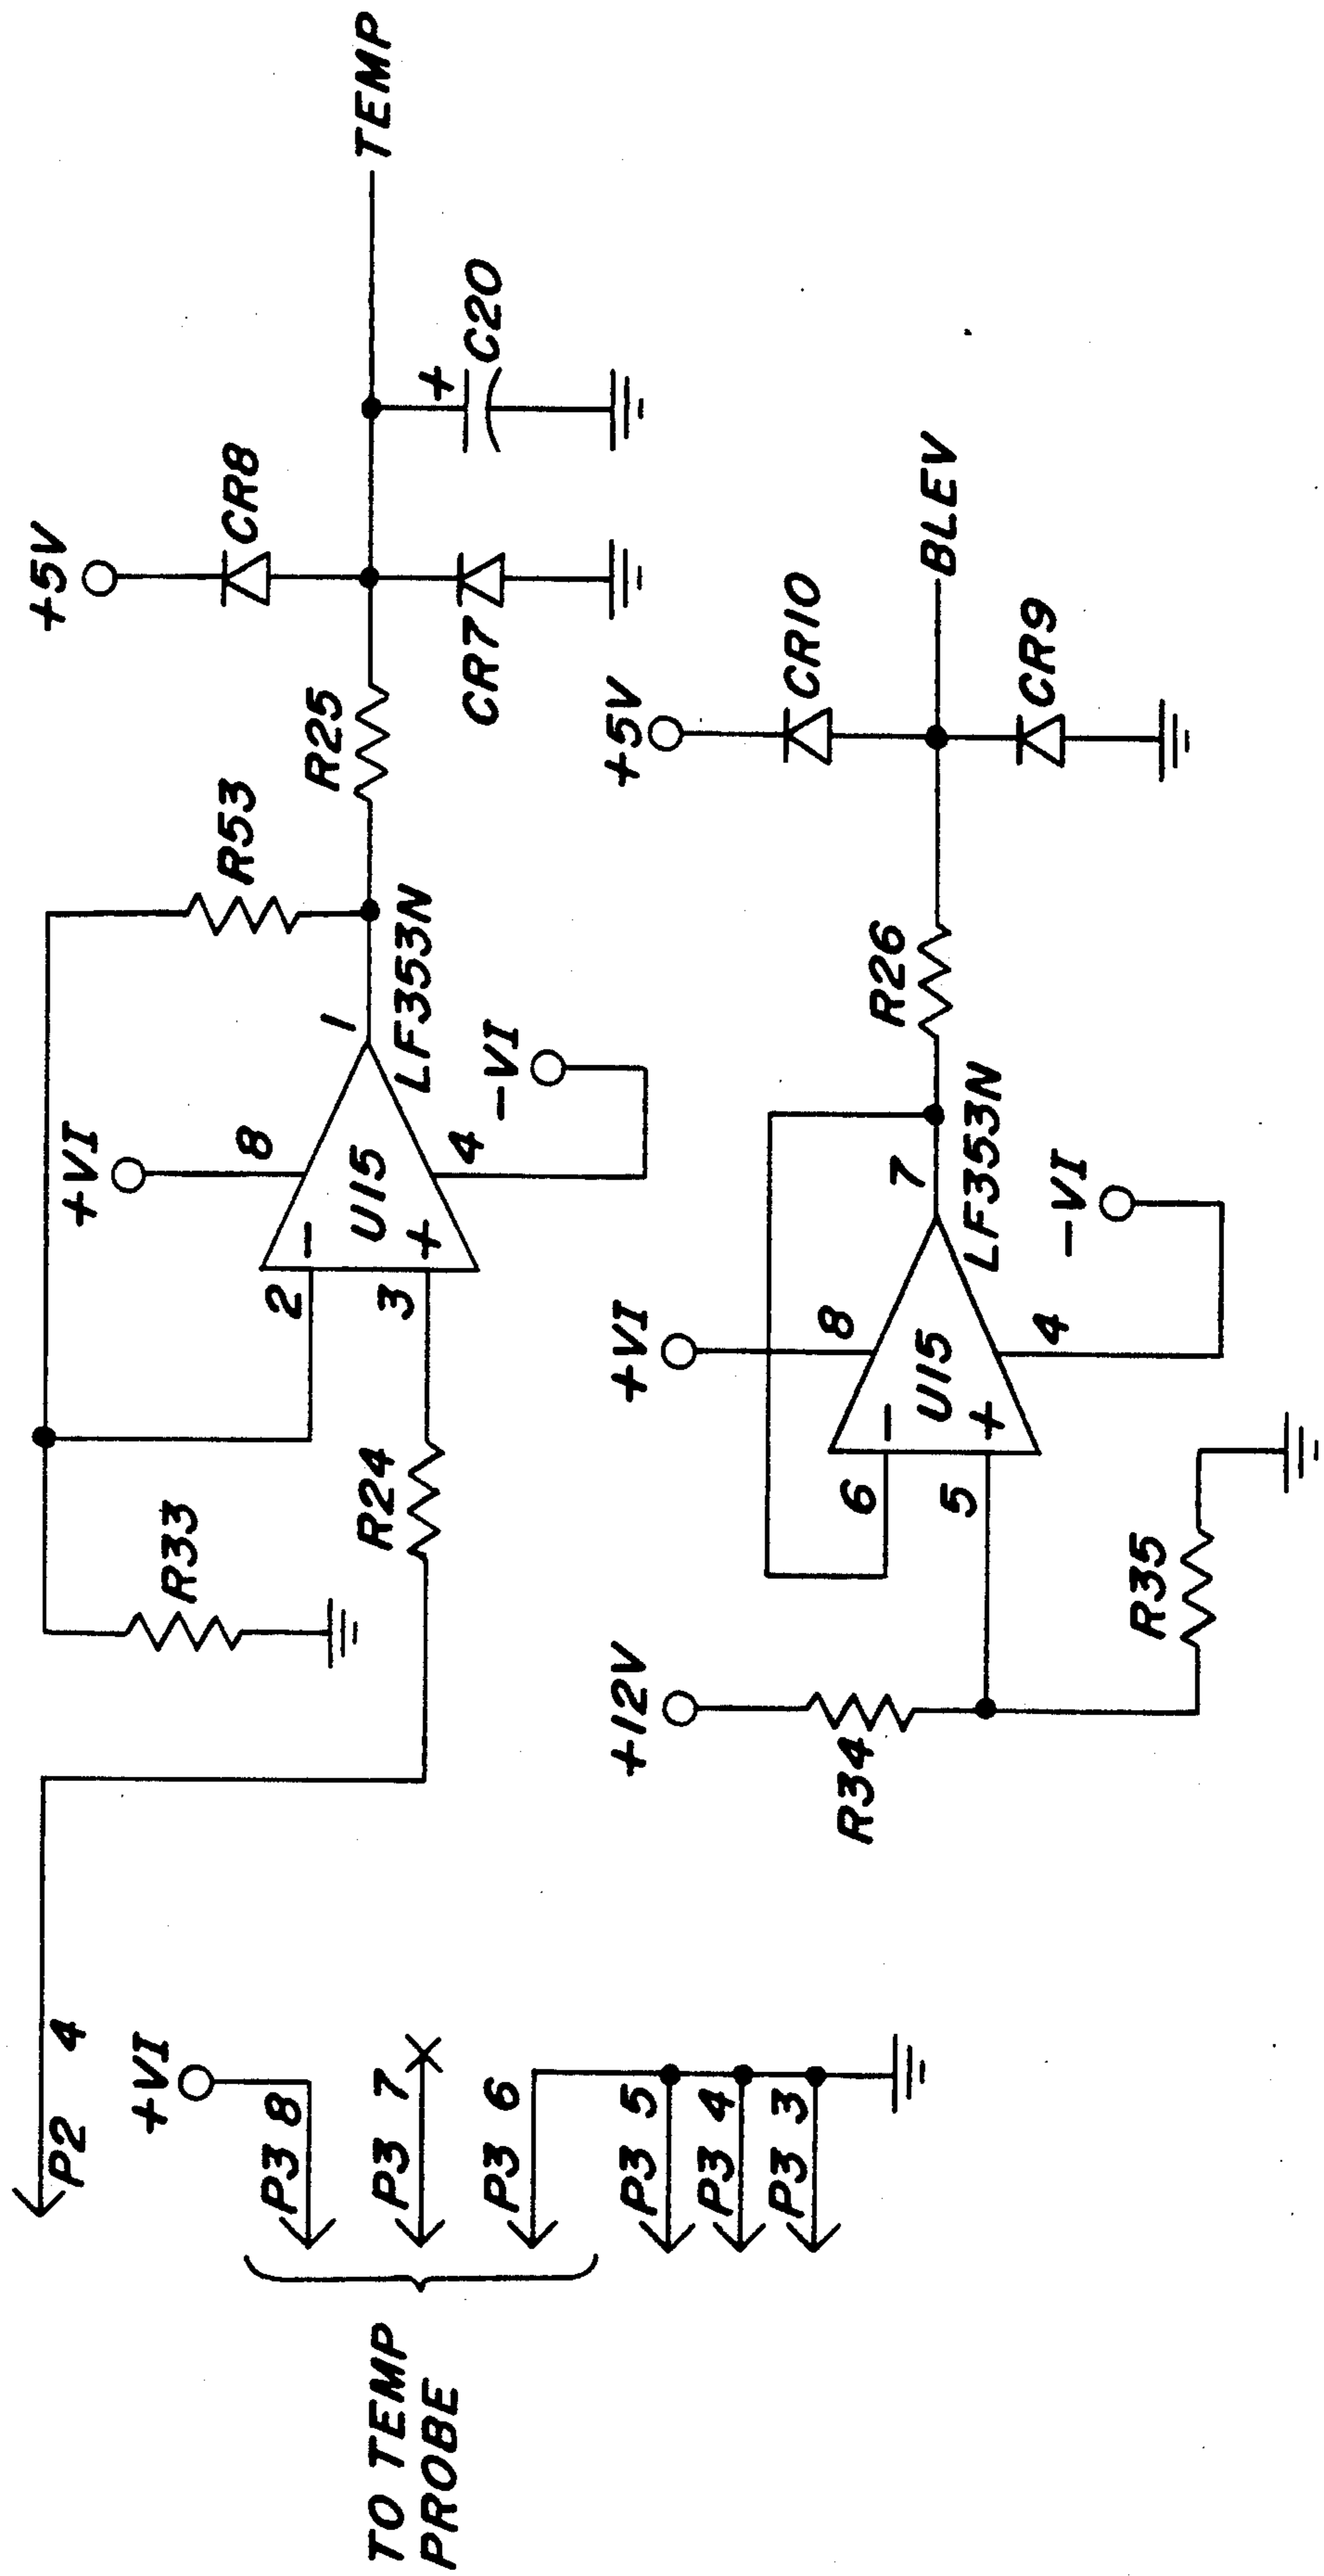 P2 4
+VI
P3 8
P3 7
P3 6
P3 5
P3 4
P3 3
TO TEMP
PROBE
R33
R24
+VI
8
2
-
U15
3
+
4
-VI
1
LF353N
R53
R25
+5V
CR8
CR7
+
C20
TEMP
+12V
R34
R35
+VI
8
6
-
U15
5
+
4
-VI
7
LF353N
R26
+5V
CR10
CR9
BLEV